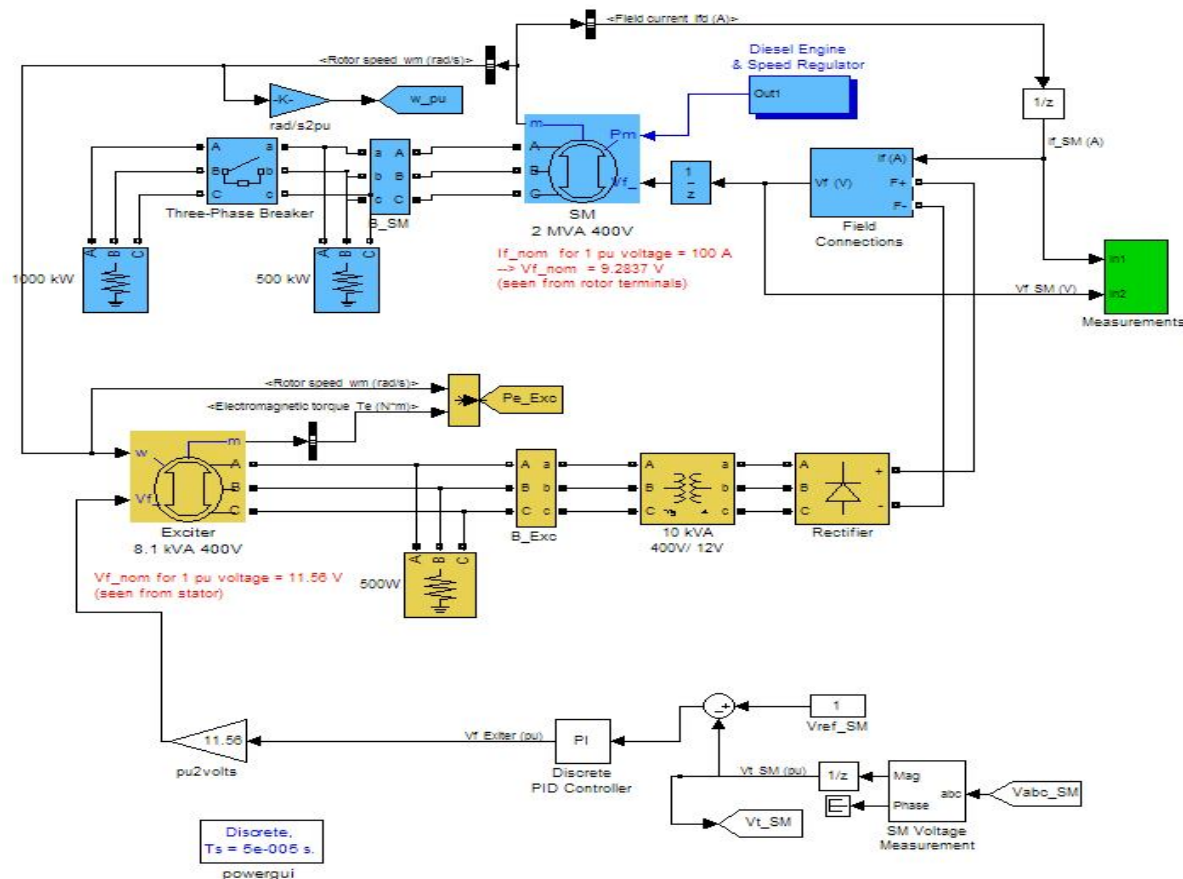 <Field current Ifd (A)>
<Rotor speed wm (rad/s)>
Diesel Engine
& Speed Regulator
Out1
-K-
w_pu
rad/s2pu
1/z
If_SM (A)
m
Pm
A a
B b
C c
Three-Phase Breaker
a A
b B
c C
B_SM
A
B
C
Vf_
SM
2 MVA 400V
1
z
If (A)
Vf (V)
F+
F-
Field
Connections
A B C
1000 kW
A B C
500 kW
If_nom for 1 pu voltage = 100 A
--> Vf_nom = 9.2837 V
(seen from rotor terminals)
In1
In2
Vf_SM (V)
Measurements
<Rotor speed wm (rad/s)>
<Electromagnetic torque Te (N*m)>
Pe_Exc
w
m
Vf_
A
B
C
Exciter
8.1 kVA 400V
A a
B b
C c
B_Exc
A a
B b
C c
10 kVA
400V/ 12V
A
B
C
+
-
Rectifier
A B C
500W
Vf_nom for 1 pu voltage = 11.56 V
(seen from stator)
11.56
pu2volts
Vf_Exiter (pu)
PI
Discrete
PID Controller
-+
1
Vref_SM
Vt_SM (pu)
1/z
Mag
Phase
abc
Vabc_SM
SM Voltage
Measurement
Vt_SM
Discrete,
Ts = 5e-005 s.
powergui